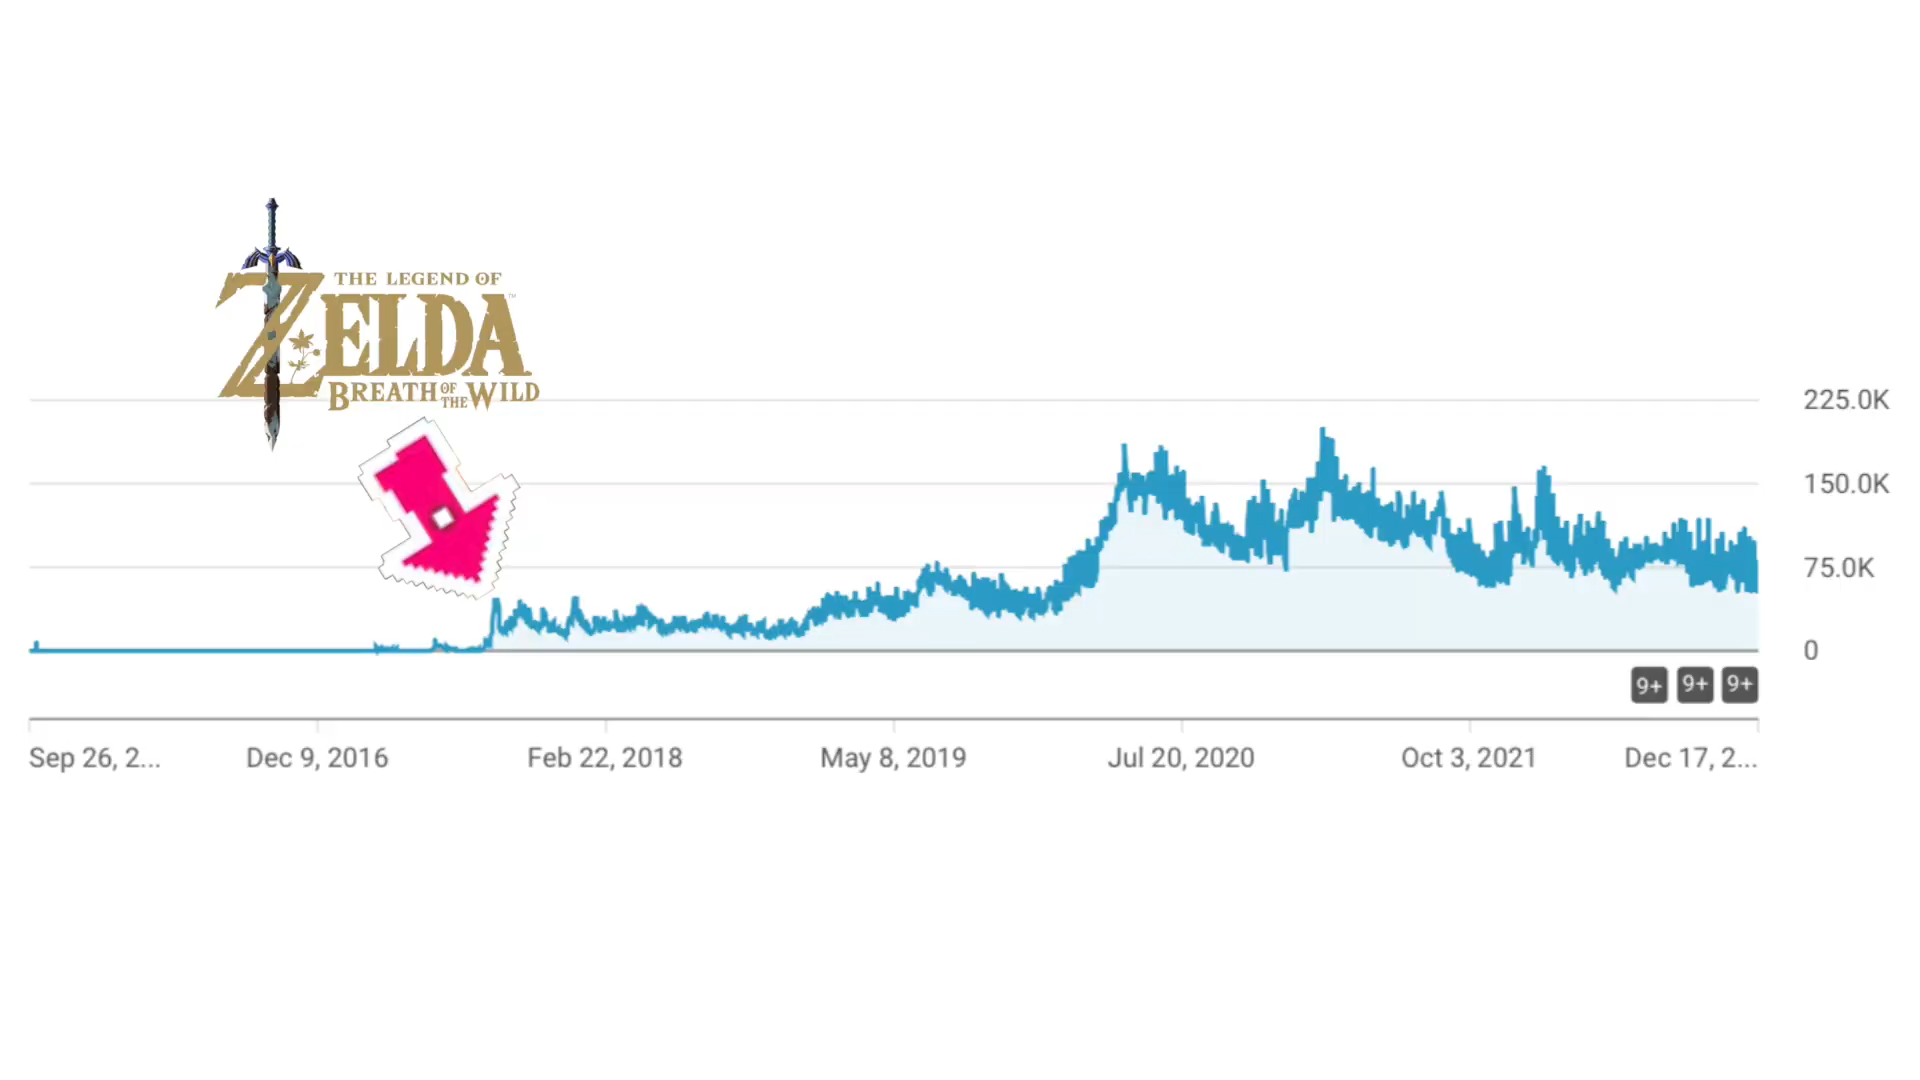 THE LEGEND OF
ZELDA™
BREATH OF THE WILD
225.0K
150.0K
75.0K
0
9+ 9+ 9+
Sep 26, 2... Dec 9, 2016 Feb 22, 2018 May 8, 2019 Jul 20, 2020 Oct 3, 2021 Dec 17, 2...